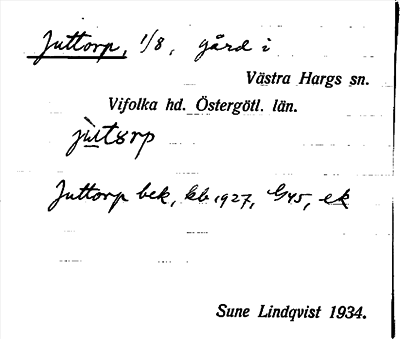 Juttorp, 1/8, gård i
Västra Hargs sn.
Vifolka hd. Östergötl. län.
jùtɷrp
Juttorp bek, kb 1927, G45, ek
Sune Lindqvist 1934.